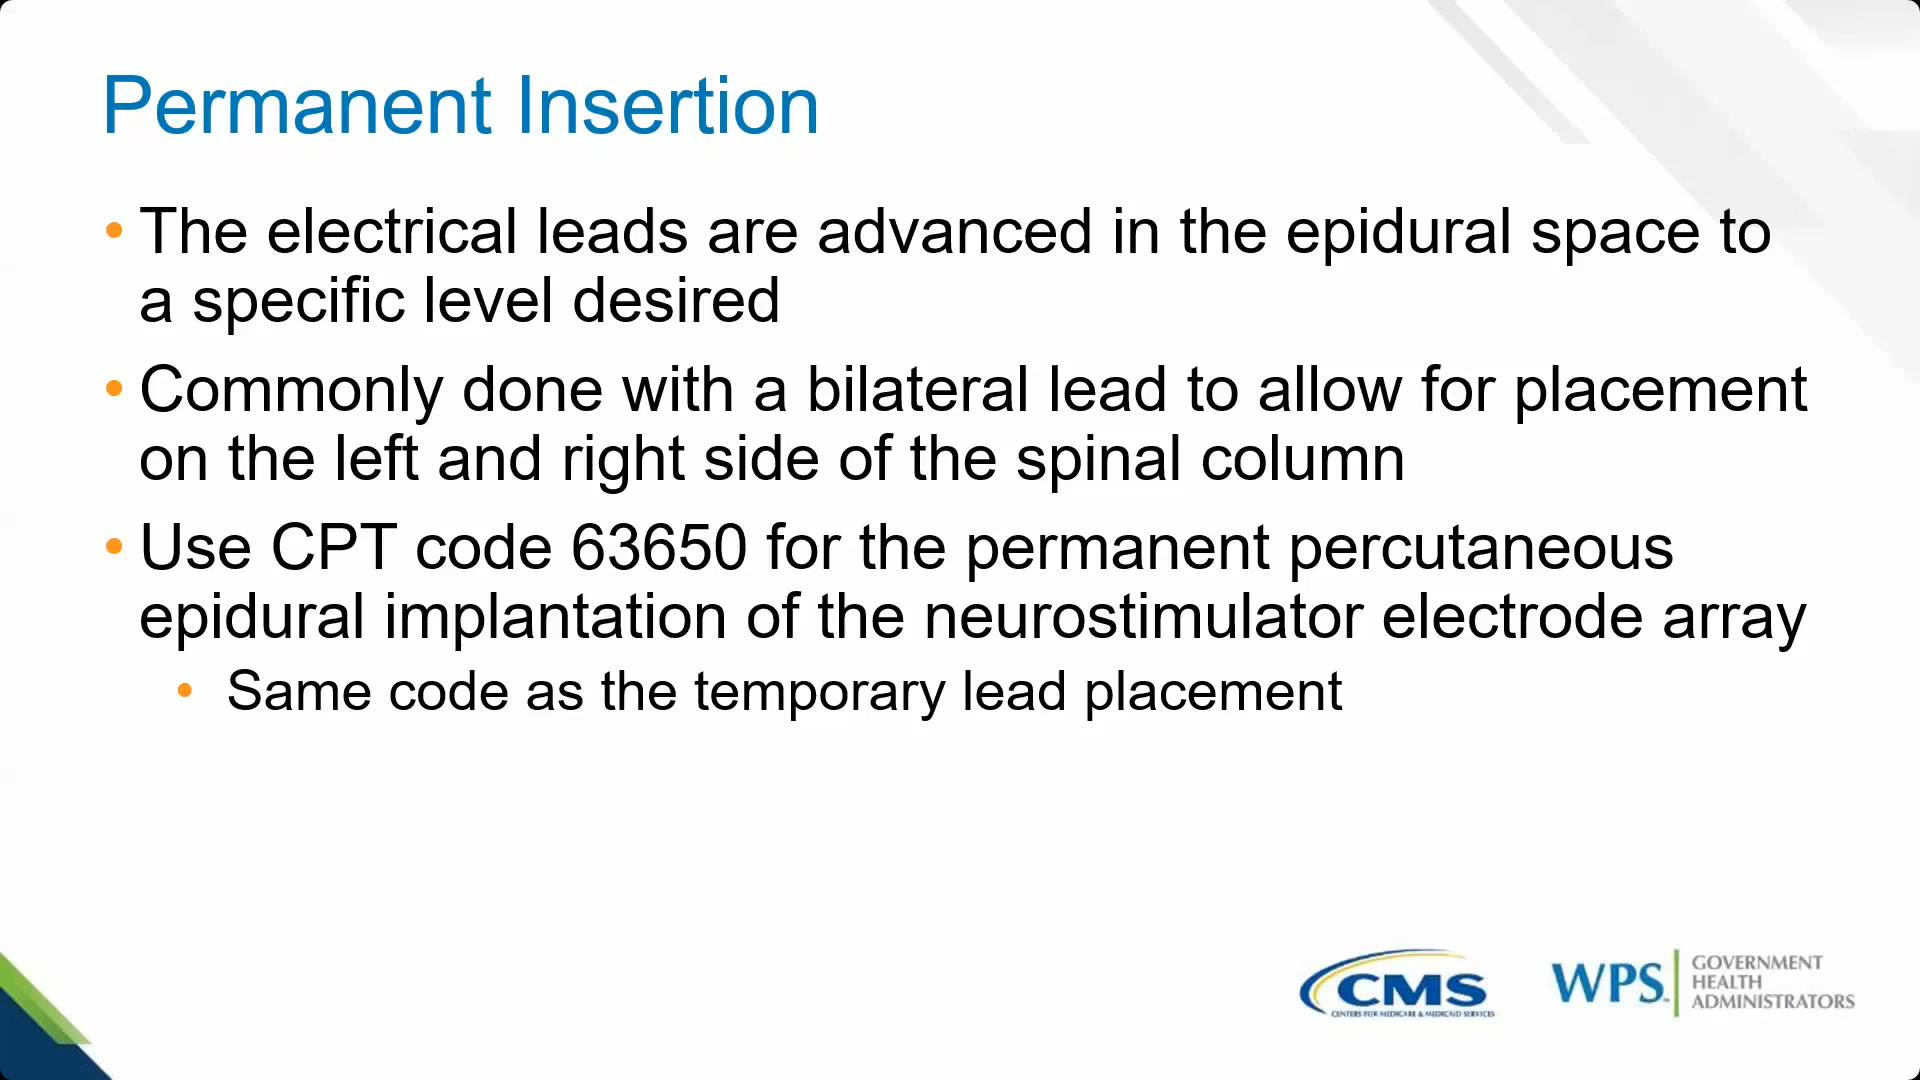 Permanent Insertion
• The electrical leads are advanced in the epidural space to
a specific level desired
• Commonly done with a bilateral lead to allow for placement
on the left and right side of the spinal column
• Use CPT code 63650 for the permanent percutaneous
epidural implantation of the neurostimulator electrode array
• Same code as the temporary lead placement
CMS
CENTERS FOR MEDICARE & MEDICAID SERVICES
WPS
GOVERNMENT
HEALTH
ADMINISTRATORS